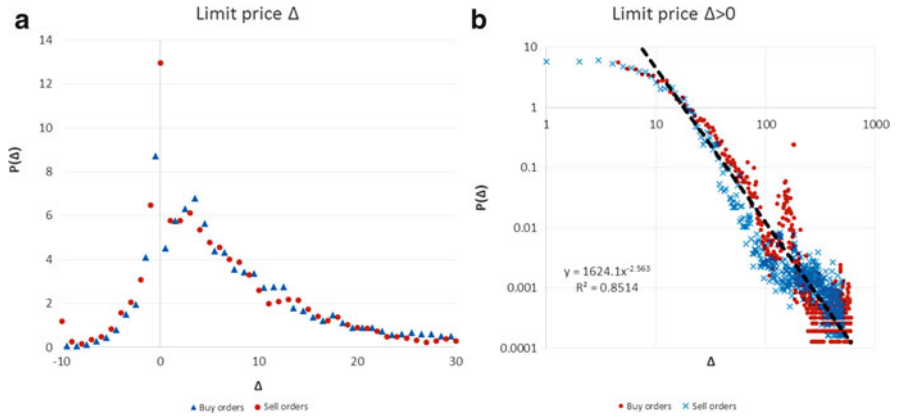 a
Limit price Δ
14
12
10
8
6
4
2
0
P(Δ)
-10
0
10
20
30
Δ
Buy orders
Sell orders
b
Limit price Δ>0
10
1
0.1
0.01
0.001
0.0001
P(Δ)
1
10
100
1000
y = 1624.1x^-2.563
R² = 0.8514
Δ
Buy orders
Sell orders